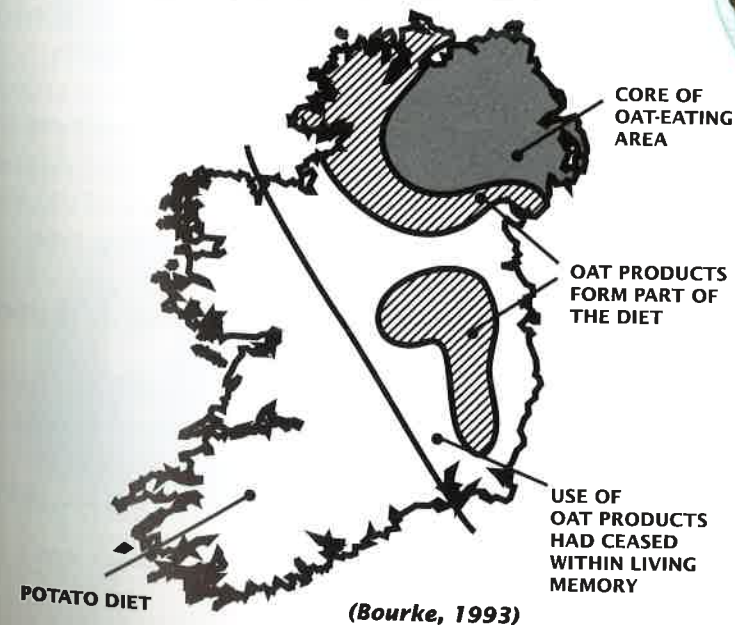 CORE OF
OAT-EATING
AREA
OAT PRODUCTS
FORM PART OF
THE DIET
USE OF
OAT PRODUCTS
HAD CEASED
WITHIN LIVING
MEMORY
POTATO DIET
(Bourke, 1993)